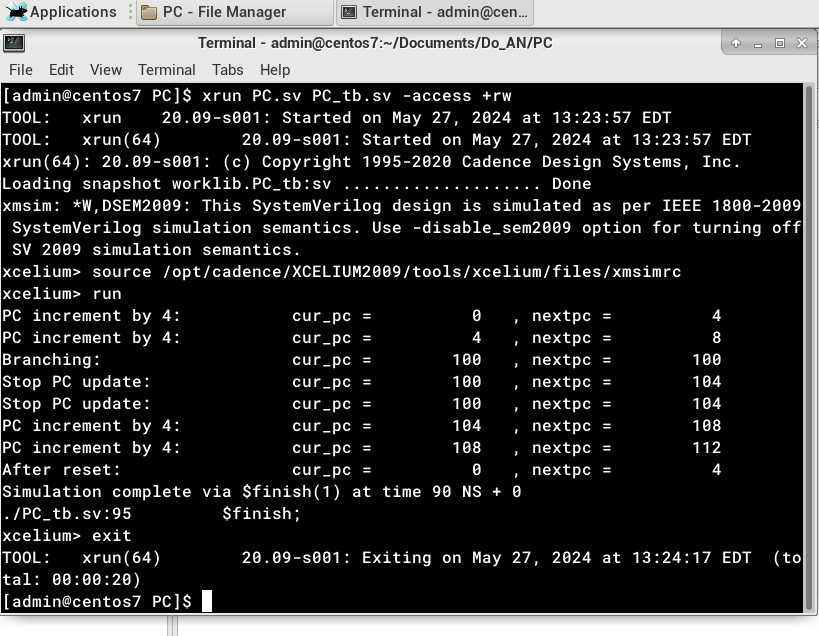 Applications PC - File Manager Terminal - admin@cen...
Terminal - admin@centos7:~/Documents/Do_AN/PC
File Edit View Terminal Tabs Help
[admin@centos7 PC]$ xrun PC.sv PC_tb.sv -access +rw
TOOL: xrun 20.09-s001: Started on May 27, 2024 at 13:23:57 EDT
TOOL: xrun(64) 20.09-s001: Started on May 27, 2024 at 13:23:57 EDT
xrun(64): 20.09-s001: (c) Copyright 1995-2020 Cadence Design Systems, Inc.
Loading snapshot worklib.PC_tb:sv .................... Done
xmsim: *W,DSEM2009: This SystemVerilog design is simulated as per IEEE 1800-2009
SystemVerilog simulation semantics. Use -disable_sem2009 option for turning off
SV 2009 simulation semantics.
xcelium> source /opt/cadence/XCELIUM2009/tools/xcelium/files/xmsimrc
xcelium> run
PC increment by 4: cur_pc = 0 , nextpc = 4
PC increment by 4: cur_pc = 4 , nextpc = 8
Branching: cur_pc = 100 , nextpc = 100
Stop PC update: cur_pc = 100 , nextpc = 104
Stop PC update: cur_pc = 100 , nextpc = 104
PC increment by 4: cur_pc = 104 , nextpc = 108
PC increment by 4: cur_pc = 108 , nextpc = 112
After reset: cur_pc = 0 , nextpc = 4
Simulation complete via $finish(1) at time 90 NS + 0
./PC_tb.sv:95 $finish;
xcelium> exit
TOOL: xrun(64) 20.09-s001: Exiting on May 27, 2024 at 13:24:17 EDT (to
tal: 00:00:20)
[admin@centos7 PC]$